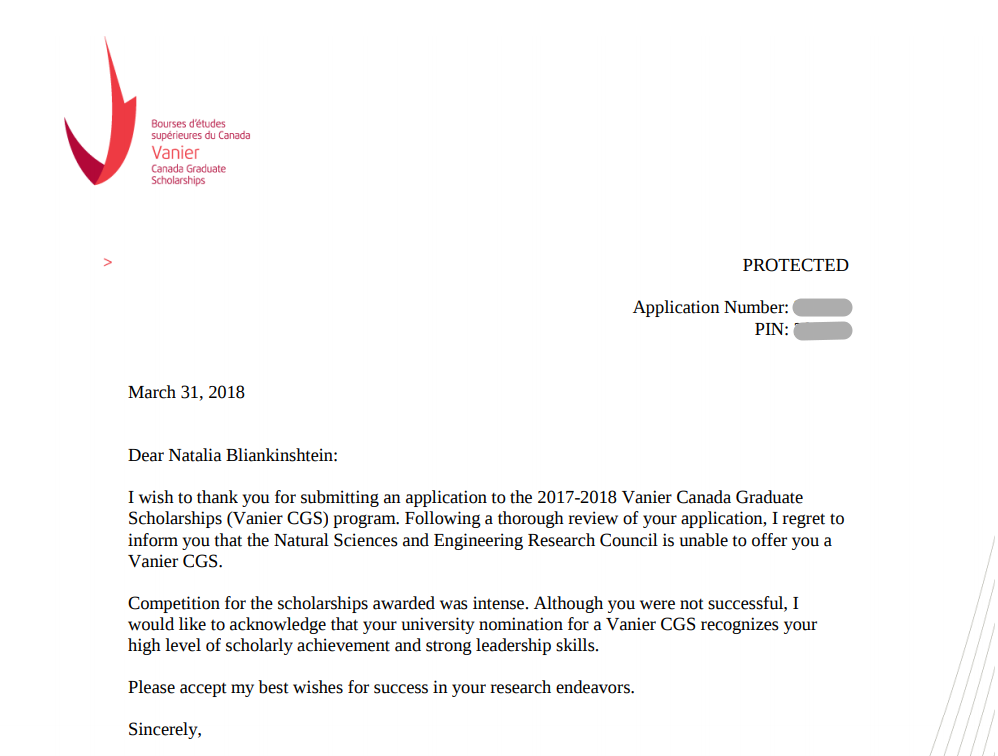 Bourses d'études
supérieures du Canada
Vanier
Canada Graduate
Scholarships
>
PROTECTED
Application Number:
PIN:
March 31, 2018
Dear Natalia Bliankinshtein:
I wish to thank you for submitting an application to the 2017-2018 Vanier Canada Graduate
Scholarships (Vanier CGS) program. Following a thorough review of your application, I regret to
inform you that the Natural Sciences and Engineering Research Council is unable to offer you a
Vanier CGS.
Competition for the scholarships awarded was intense. Although you were not successful, I
would like to acknowledge that your university nomination for a Vanier CGS recognizes your
high level of scholarly achievement and strong leadership skills.
Please accept my best wishes for success in your research endeavors.
Sincerely,